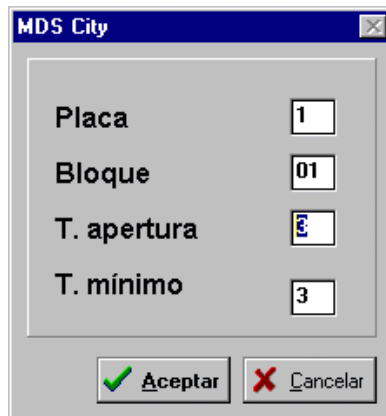 MDS City
Placa 1
Bloque 01
T. apertura 3
T. mínimo 3
Aceptar Cancelar